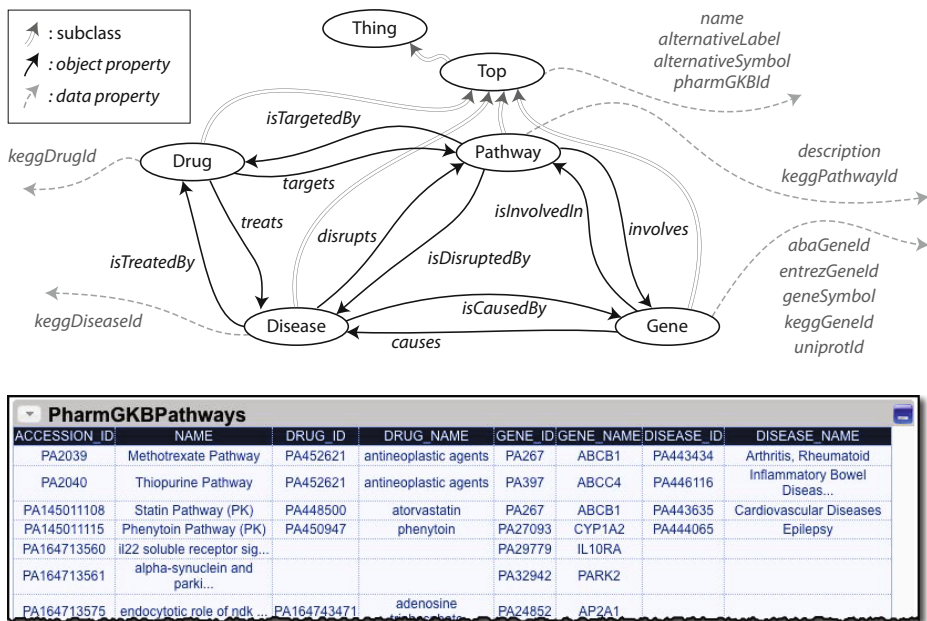 Thing
: subclass
: object property
: data property
Top
name
alternativeLabel
alternativeSymbol
pharmGKBId
isTargetedBy
keggDrugId
Drug
Pathway
targets
description
keggPathwayId
treats
disrupts
isInvolvedIn
involves
isTreatedBy
isDisruptedBy
abaGeneId
entrezGeneId
geneSymbol
keggGeneId
uniprotId
keggDiseaseId
Disease
isCausedBy
Gene
causes
PharmGKBPathways
ACCESSION_ID NAME DRUG_ID DRUG_NAME GENE_ID GENE_NAME DISEASE_ID DISEASE_NAME
PA2039 Methotrexate Pathway PA452621 antineoplastic agents PA267 ABCB1 PA443434 Arthritis, Rheumatoid
PA2040 Thiopurine Pathway PA452621 antineoplastic agents PA397 ABCC4 PA446116 Inflammatory Bowel
Diseas...
PA145011108 Statin Pathway (PK) PA448500 atorvastatin PA267 ABCB1 PA443635 Cardiovascular Diseases
PA145011115 Phenytoin Pathway (PK) PA450947 phenytoin PA27093 CYP1A2 PA444065 Epilepsy
PA164713560 il22 soluble receptor sig... PA29779 IL10RA
PA164713561 alpha-synuclein and
parki... PA32942 PARK2
PA164713575 endocytotic role of ndk ... PA164743471 adenosine
PA24852 AP2A1